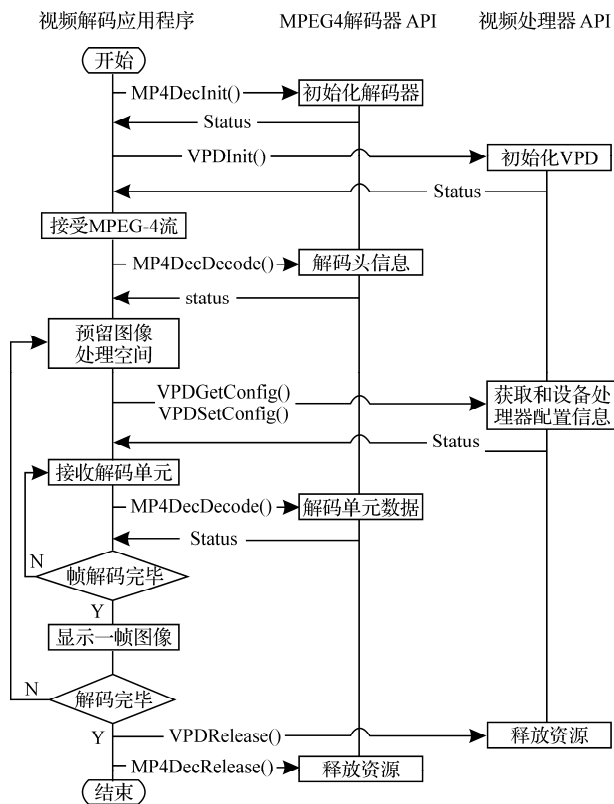 视频解码应用程序 MPEG4解码器 API 视频处理器 API
开始
MP4DecInit() 初始化解码器
Status
VPDInit() 初始化VPD
Status
接受MPEG-4流
MP4DecDecode() 解码头信息
status
预留图像
处理空间
VPDGetConfig()
VPDSetConfig()
获取和设备处
理器配置信息
Status
接收解码单元
MP4DecDecode() 解码单元数据
Status
N 帧解码完毕
Y
显示一帧图像
N 解码完毕
Y VPDRelease() 释放资源
MP4DecRelease() 释放资源
结束